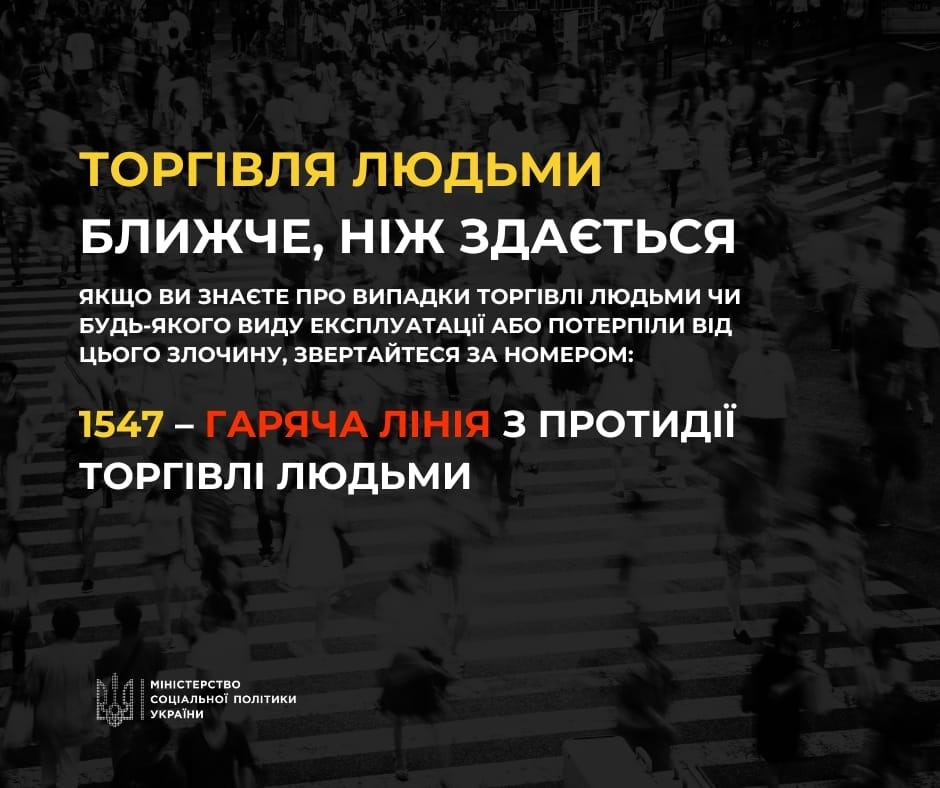 ТОРГІВЛЯ ЛЮДЬМИ
БЛИЖЧЕ, НІЖ ЗДАЄТЬСЯ
ЯКЩО ВИ ЗНАЄТЕ ПРО ВИПАДКИ ТОРГІВЛІ ЛЮДЬМИ ЧИ
БУДЬ-ЯКОГО ВИДУ ЕКСПЛУАТАЦІЇ АБО ПОТЕРПІЛИ ВІД
ЦЬОГО ЗЛОЧИНУ, ЗВЕРТАЙТЕСЯ ЗА НОМЕРОМ:
1547 – ГАРЯЧА ЛІНІЯ З ПРОТИДІЇ
ТОРГІВЛІ ЛЮДЬМИ
МІНІСТЕРСТВО
СОЦІАЛЬНОЇ ПОЛІТИКИ
УКРАЇНИ